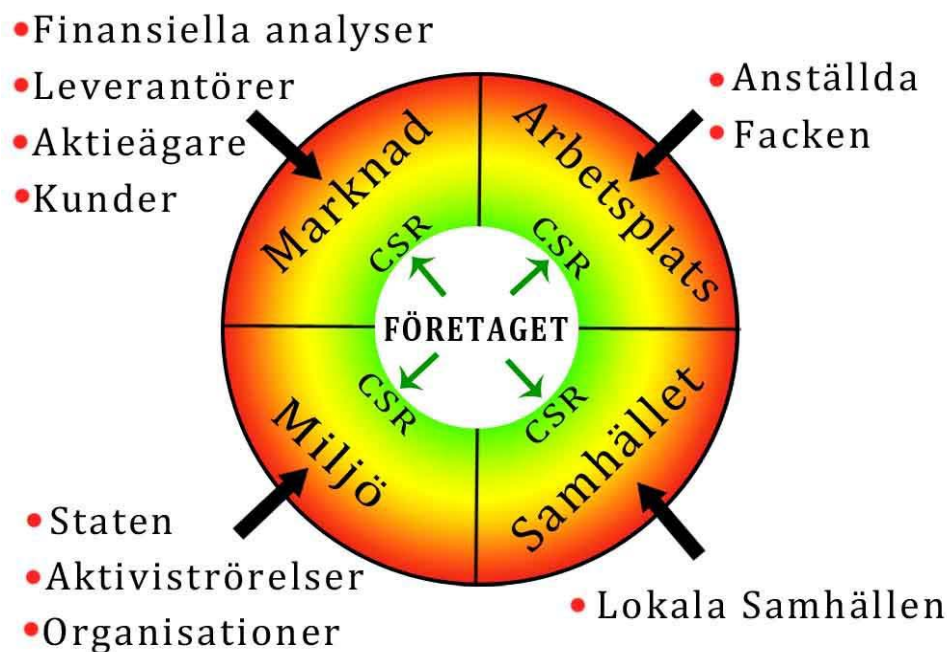 •Finansiella analyser
•Leverantörer
•Aktieägare
•Kunder
•Anställda
•Facken
Marknad
Arbetsplats
CSR
CSR
FÖRETAGET
CSR
CSR
Miljö
Samhället
•Staten
•Aktiviströrelser
•Organisationer
•Lokala Samhällen